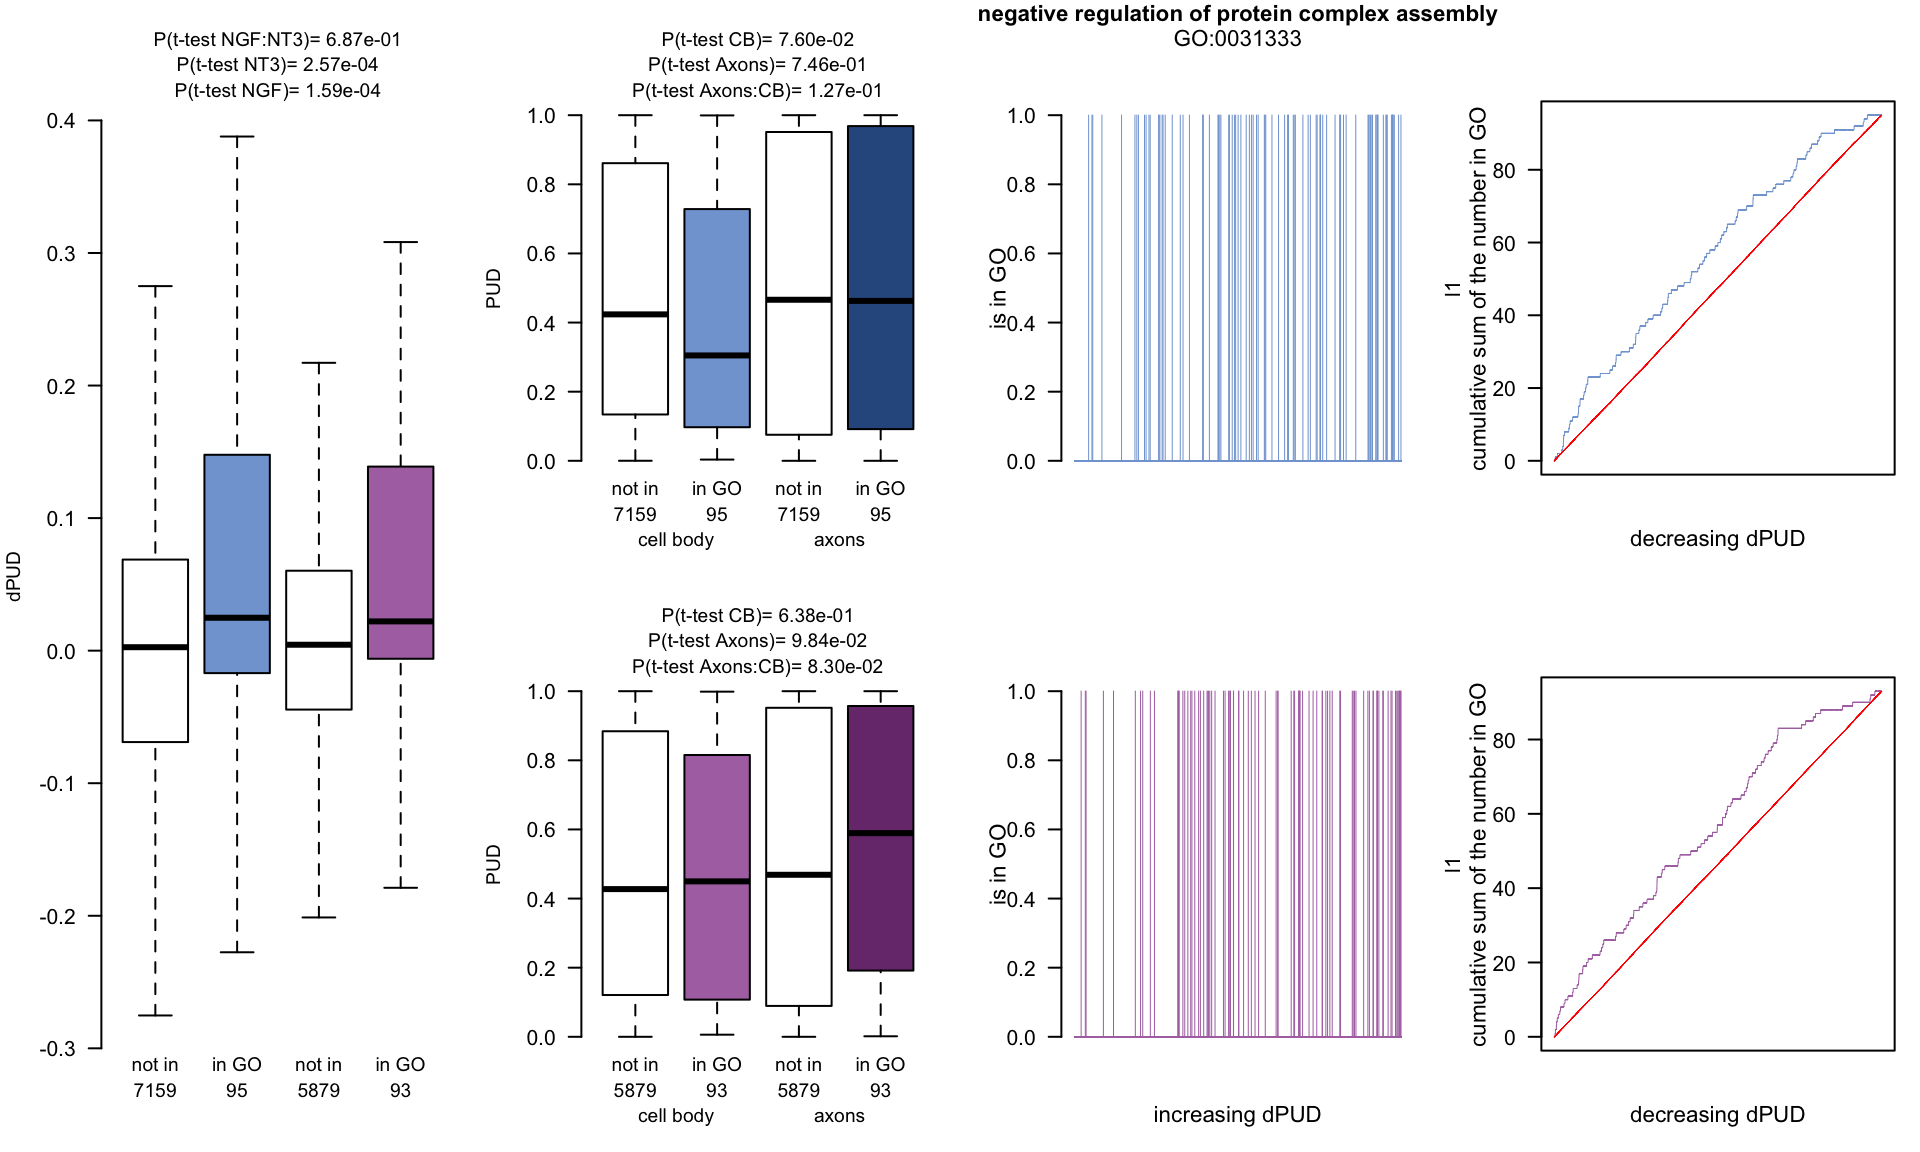 negative regulation of protein complex assembly
GO:0031333
P(t-test NGF:NT3)= 6.87e-01
P(t-test NT3)= 2.57e-04
P(t-test NGF)= 1.59e-04
dPUD
0.4
0.3
0.2
0.1
0.0
-0.1
-0.2
-0.3
not in
7159
in GO
95
not in
5879
in GO
93
P(t-test CB)= 7.60e-02
P(t-test Axons)= 7.46e-01
P(t-test Axons:CB)= 1.27e-01
PUD
1.0
0.8
0.6
0.4
0.2
0.0
not in
7159
in GO
95
not in
7159
in GO
95
cell body
axons
is in GO
1.0
0.8
0.6
0.4
0.2
0.0
I1
cumulative sum of the number in GO
80
60
40
20
0
decreasing dPUD
P(t-test CB)= 6.38e-01
P(t-test Axons)= 9.84e-02
P(t-test Axons:CB)= 8.30e-02
PUD
1.0
0.8
0.6
0.4
0.2
0.0
not in
5879
in GO
93
not in
5879
in GO
93
cell body
axons
is in GO
1.0
0.8
0.6
0.4
0.2
0.0
increasing dPUD
I1
cumulative sum of the number in GO
80
60
40
20
0
decreasing dPUD